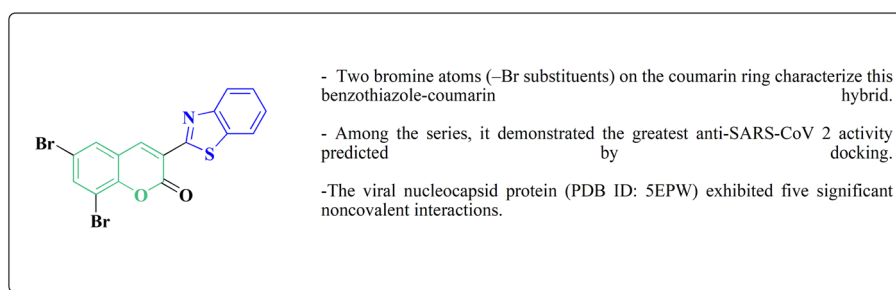 - Two bromine atoms (–Br substituents) on the coumarin ring characterize this
benzothiazole-coumarin hybrid.
- Among the series, it demonstrated the greatest anti-SARS-CoV 2 activity
predicted by docking.
-The viral nucleocapsid protein (PDB ID: 5EPW) exhibited five significant
noncovalent interactions.
N
S
Br
O
O
Br